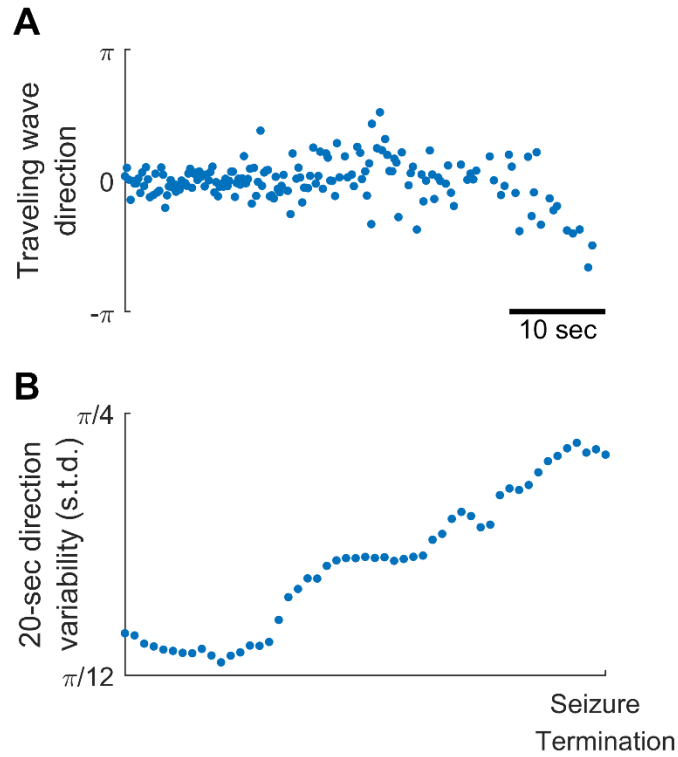 A
π
Traveling wave
direction
0
-π
10 sec
B
π/4
20-sec direction
variability (s.t.d.)
π/12
Seizure
Termination